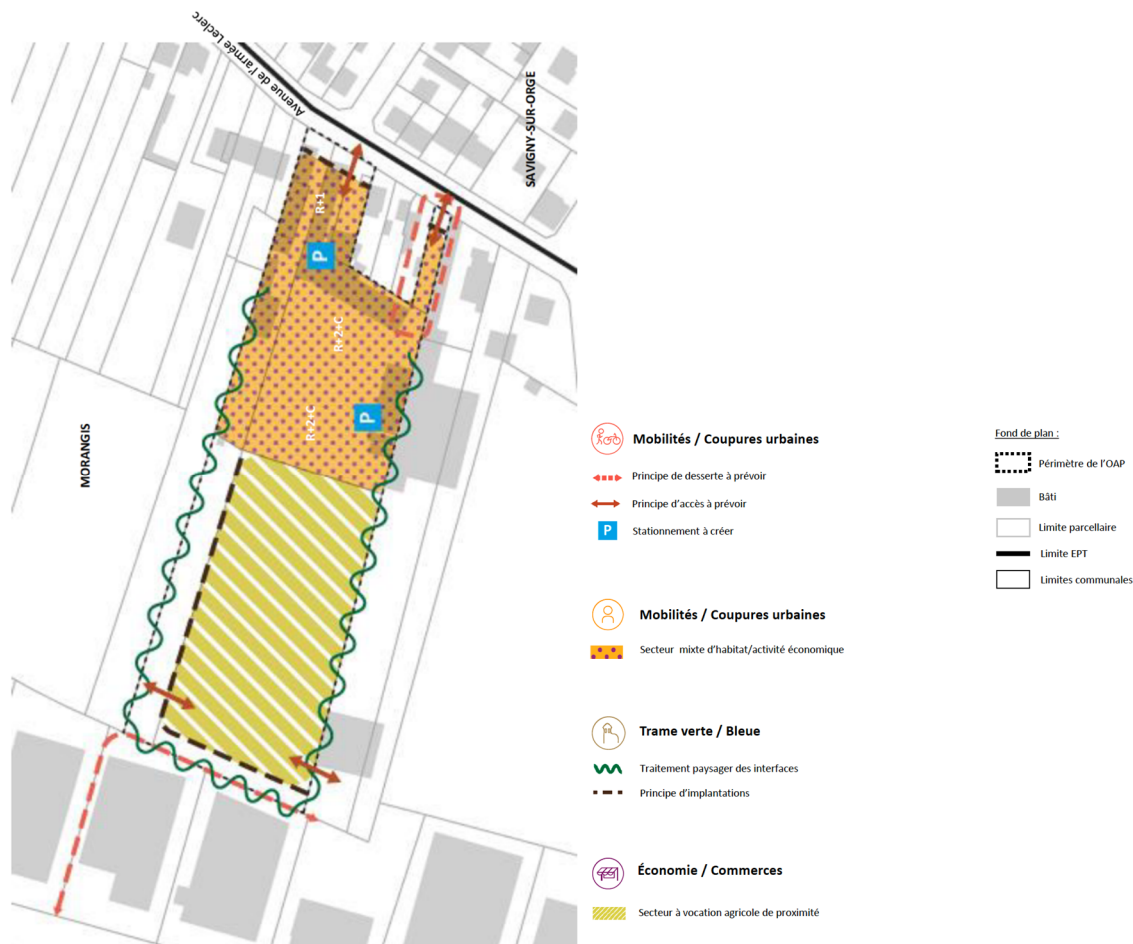 Avenue de l'armée Leclerc
SAVIGNY-SUR-ORGE
MORANGIS
R+1
P
R+2+C
R+2+C
P
Mobilités / Coupures urbaines
Principe de desserte à prévoir
Principe d'accès à prévoir
P
Stationnement à créer
Mobilités / Coupures urbaines
Secteur mixte d'habitat/activité économique
Trame verte / Bleue
Traitement paysager des interfaces
Principe d'implantations
Économie / Commerces
Secteur à vocation agricole de proximité
Fond de plan :
Périmètre de l'OAP
Bâti
Limite parcellaire
Limite EPT
Limites communales